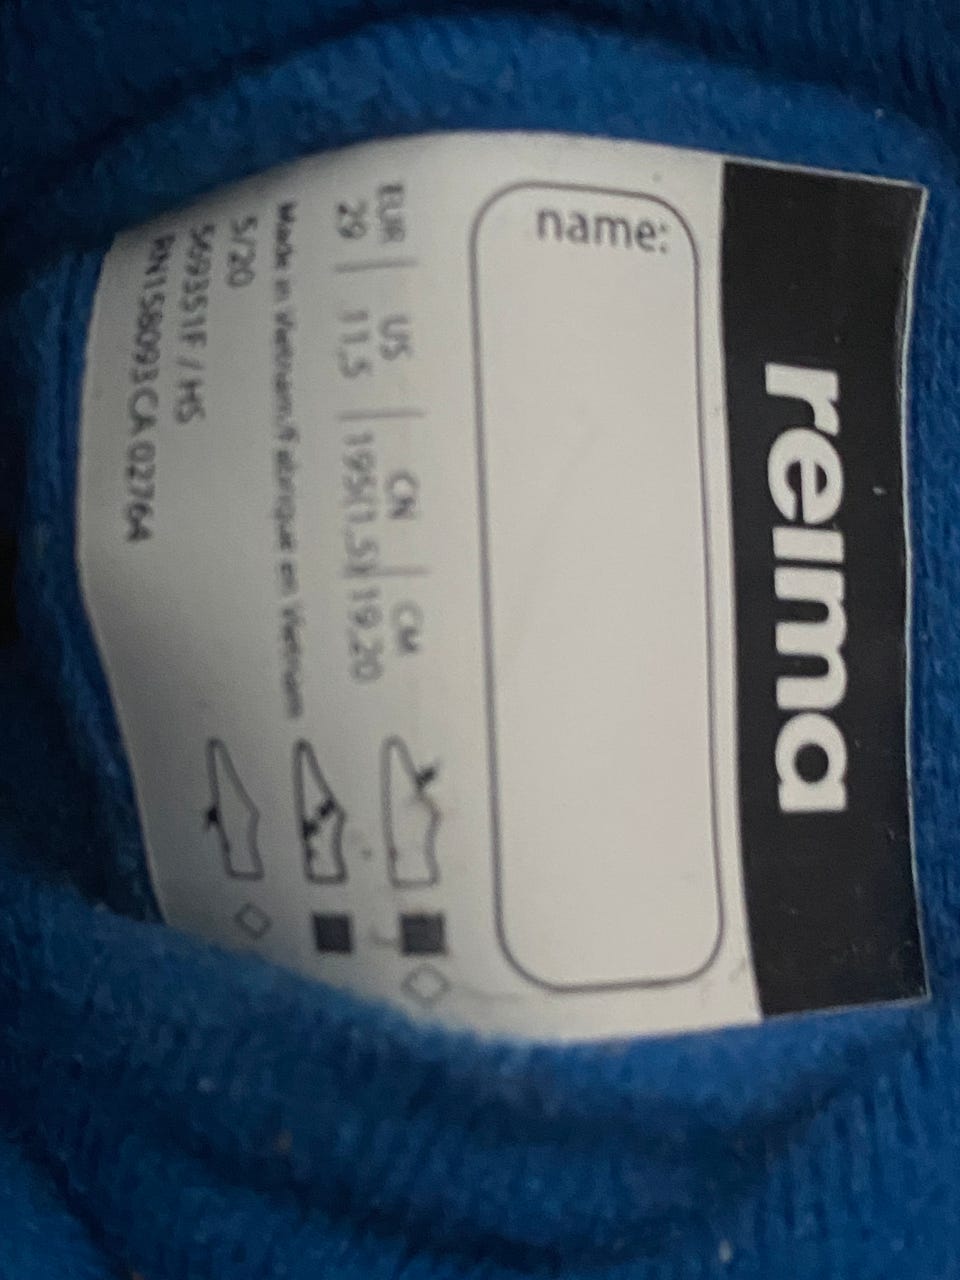 reima
name:
EUR | US | CN | CM
29 | 11.5 | 195(1.5) | 19.20
Made in Vietnam/Fabriqué en Vietnam
5/20
569351F / HS
RN158093 CA 02764